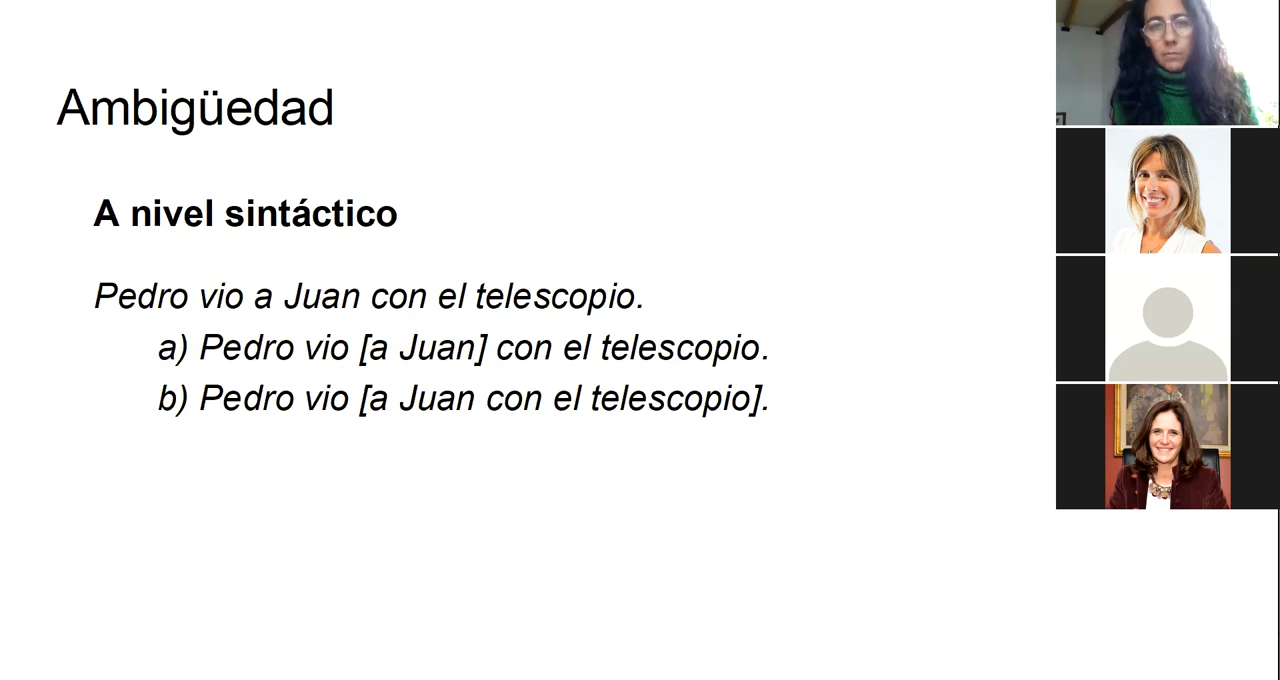 Ambigüedad
A nivel sintáctico
Pedro vio a Juan con el telescopio.
a) Pedro vio [a Juan] con el telescopio.
b) Pedro vio [a Juan con el telescopio].